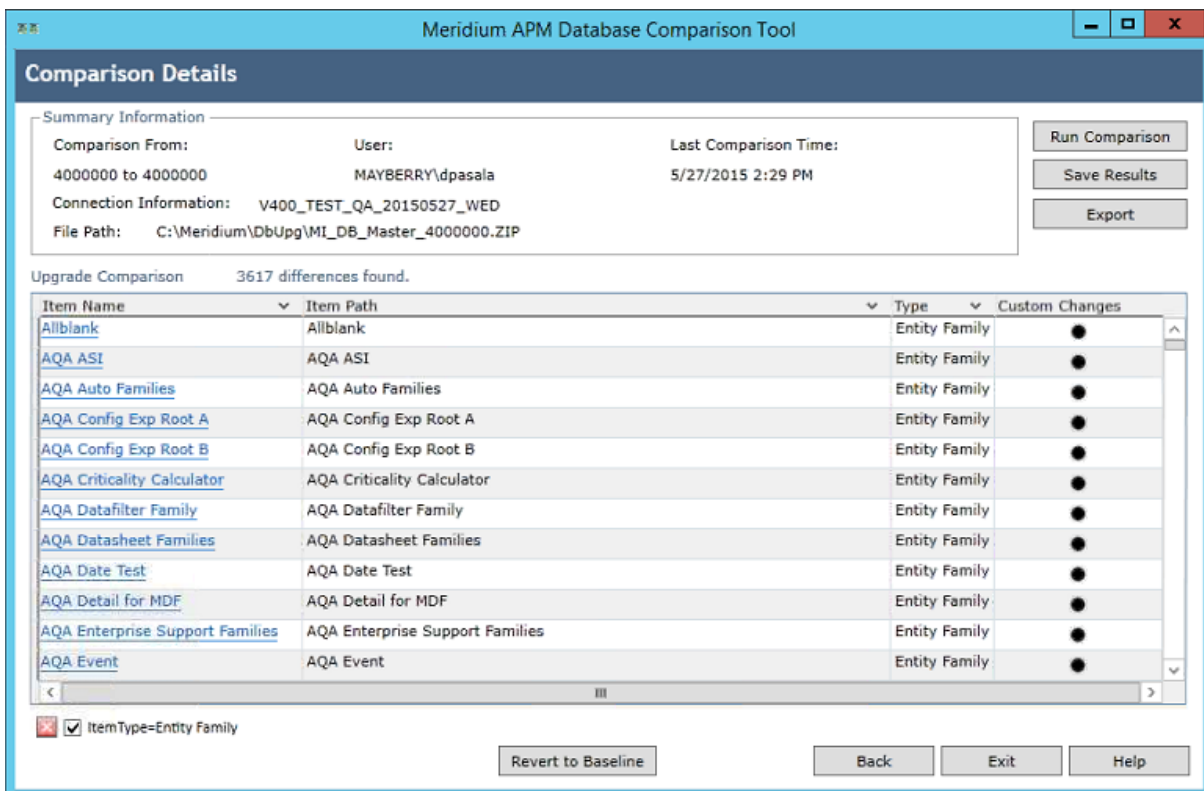 Meridium APM Database Comparison Tool
Comparison Details
Summary Information
Comparison From: User: Last Comparison Time:
4000000 to 4000000 MAYBERRY\dpasala 5/27/2015 2:29 PM
Connection Information: V400_TEST_QA_20150527_WED
File Path: C:\Meridium\DbUpg\MI_DB_Master_4000000.ZIP
Run Comparison
Save Results
Export
Upgrade Comparison 3617 differences found.
Item Name Item Path Type Custom Changes
Allblank Allblank Entity Family
AQA ASI AQA ASI Entity Family
AQA Auto Families AQA Auto Families Entity Family
AQA Config Exp Root A AQA Config Exp Root A Entity Family
AQA Config Exp Root B AQA Config Exp Root B Entity Family
AQA Criticality Calculator AQA Criticality Calculator Entity Family
AQA Datafilter Family AQA Datafilter Family Entity Family
AQA Datasheet Families AQA Datasheet Families Entity Family
AQA Date Test AQA Date Test Entity Family
AQA Detail for MDF AQA Detail for MDF Entity Family
AQA Enterprise Support Families AQA Enterprise Support Families Entity Family
AQA Event AQA Event Entity Family
ItemType=Entity Family
Revert to Baseline Back Exit Help